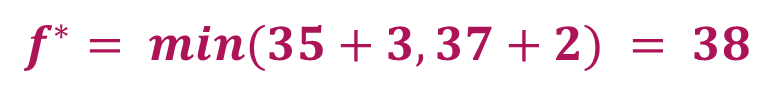 f* = min(35 + 3, 37 + 2) = 38